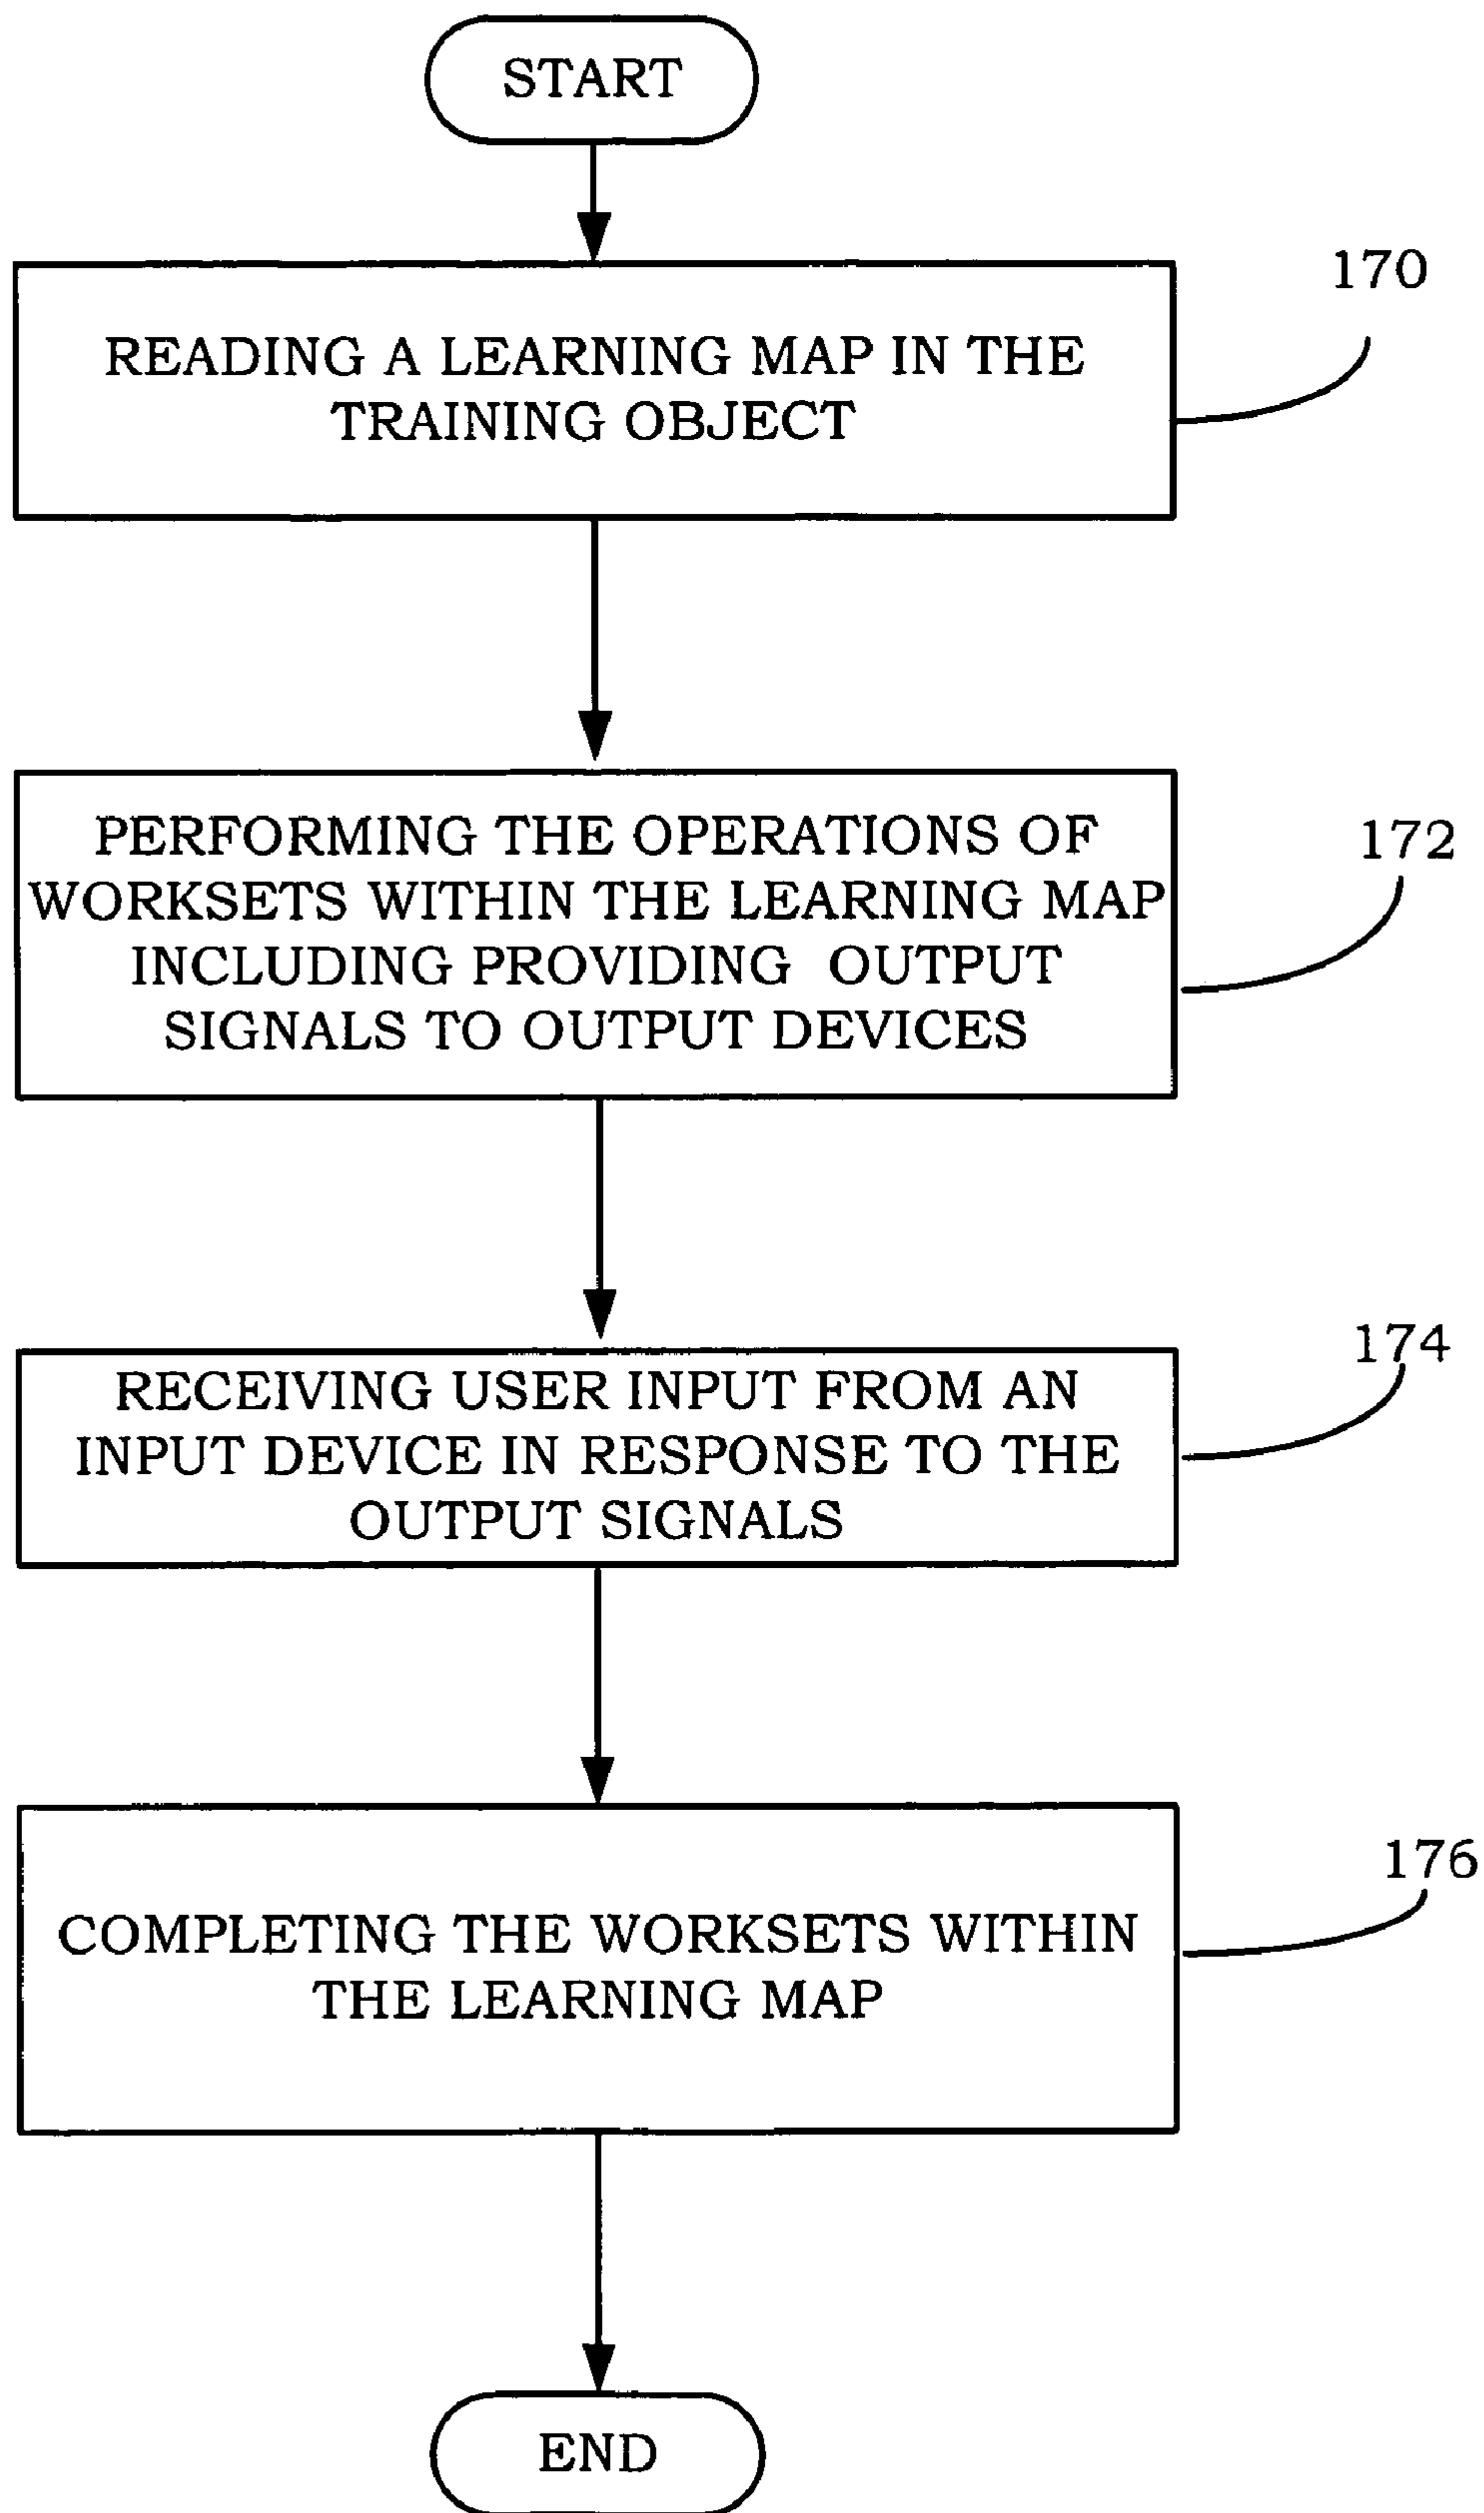 START
170
READING A LEARNING MAP IN THE
TRAINING OBJECT
172
PERFORMING THE OPERATIONS OF
WORKSETS WITHIN THE LEARNING MAP
INCLUDING PROVIDING OUTPUT
SIGNALS TO OUTPUT DEVICES
174
RECEIVING USER INPUT FROM AN
INPUT DEVICE IN RESPONSE TO THE
OUTPUT SIGNALS
176
COMPLETING THE WORKSETS WITHIN
THE LEARNING MAP
END